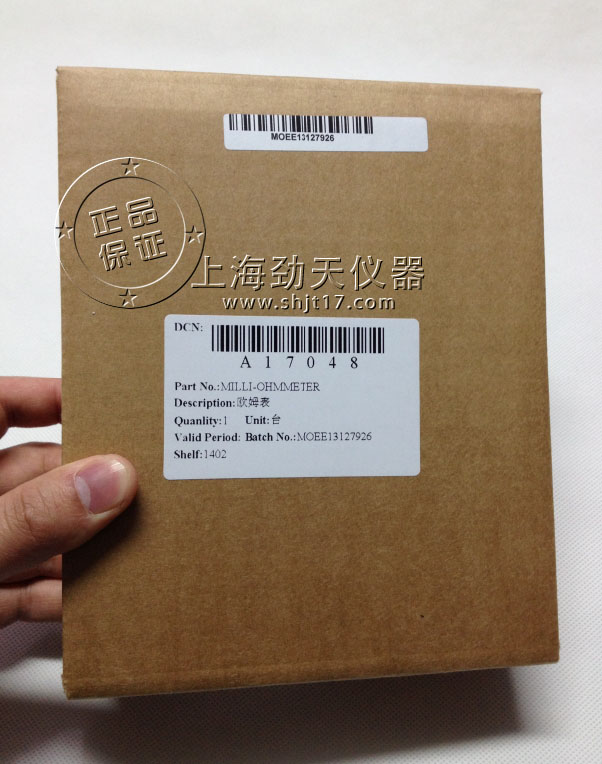 MOEE13127926
正品
保证
上海劲天仪器
www.shjt17.com
DCN:
A17048
Part No.:MILLI-OHMMETER
Description:欧姆表
Quanlity:1 Unit:台
Valid Period: Batch No.:MOEE13127926
Shelf:1402